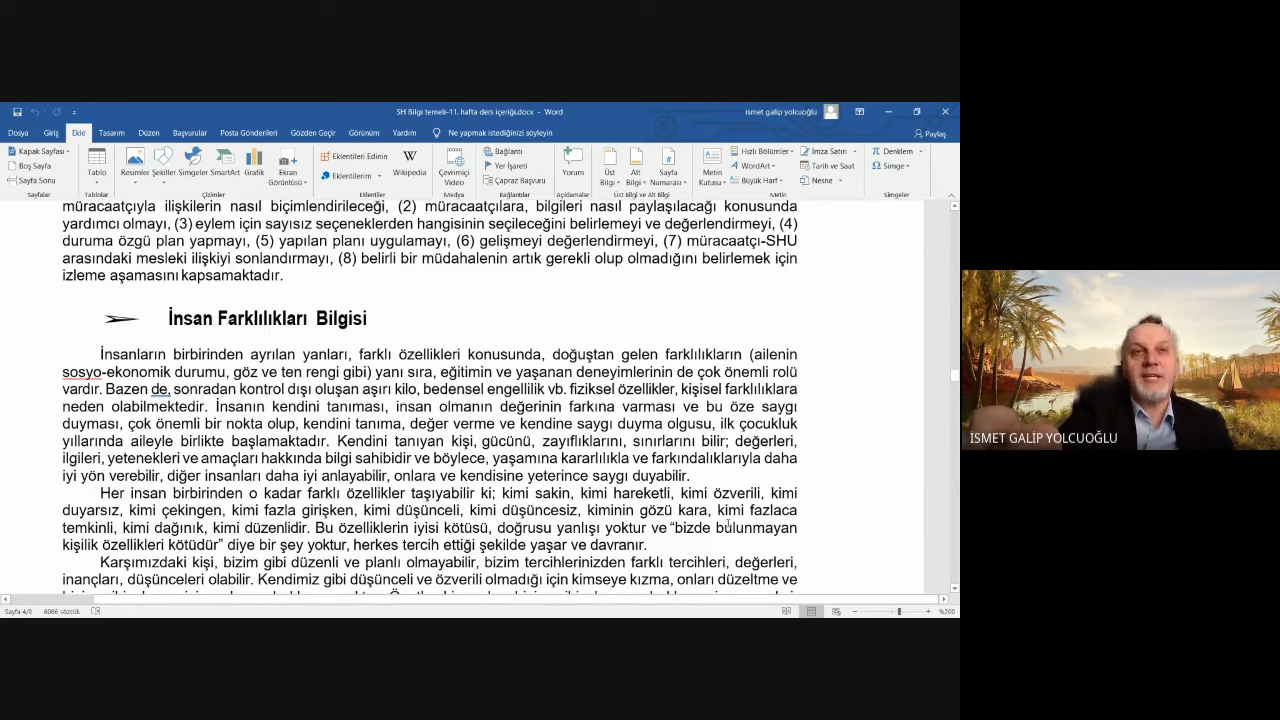 SH Bilgi temeli-11. hafta ders içeriği.docx - Word
ismet galip yolcuoğlu
Dosya Giriş Ekle Tasarım Düzen Başvurular Posta Gönderileri Gözden Geçir Görünüm Yardım Ne yapmak istediğinizi söyleyin Paylaş
Kapak Sayfası
Boş Sayfa
Sayfa Sonu
Sayfalar
Tablo
Tablolar
Resimler Şekiller Simgeler SmartArt Grafik Ekran Görüntüsü
Çizimler
Eklentileri Edinin
Eklentilerim
Wikipedia
Eklentiler
Çevrimiçi Video
Medya
Bağlantı
Yer İşareti
Çapraz Başvuru
Bağlantılar
Yorum
Açıklamalar
Üst Bilgi Alt Bilgi Sayfa Numarası
Üst Bilgi ve Alt Bilgi
Metin Kutusu
Hızlı Bölümler
WordArt
Büyük Harf
İmza Satırı
Tarih ve Saat
Nesne
Metin
Denklem
Simge
Simgeler
müracaatçıyla ilişkilerin nasıl biçimlendirileceği, (2) müracaatçılara, bilgileri nasıl paylaşılacağı konusunda
yardımcı olmayı, (3) eylem için sayısız seçeneklerden hangisinin seçileceğini belirlemeyi ve değerlendirmeyi, (4)
duruma özgü plan yapmayı, (5) yapılan planı uygulamayı, (6) gelişmeyi değerlendirmeyi, (7) müracaatçı-SHU
arasındaki mesleki ilişkiyi sonlandırmayı, (8) belirli bir müdahalenin artık gerekli olup olmadığını belirlemek için
izleme aşamasını kapsamaktadır.
İnsan Farklılıkları Bilgisi
İnsanların birbirinden ayrılan yanları, farklı özellikleri konusunda, doğuştan gelen farklılıkların (ailenin
sosyo-ekonomik durumu, göz ve ten rengi gibi) yanı sıra, eğitimin ve yaşanan deneyimlerinin de çok önemli rolü
vardır. Bazen de, sonradan kontrol dışı oluşan aşırı kilo, bedensel engellilik vb. fiziksel özellikler, kişisel farklılıklara
neden olabilmektedir. İnsanın kendini tanıması, insan olmanın değerinin farkına varması ve bu öze saygı
duyması, çok önemli bir nokta olup, kendini tanıma, değer verme ve kendine saygı duyma olgusu, ilk çocukluk
yıllarında aileyle birlikte başlamaktadır. Kendini tanıyan kişi, gücünü, zayıflıklarını, sınırlarını bilir; değerleri,
ilgileri, yetenekleri ve amaçları hakkında bilgi sahibidir ve böylece, yaşamına kararlılıkla ve farkındalıklarıyla daha
iyi yön verebilir, diğer insanları daha iyi anlayabilir, onlara ve kendisine yeterince saygı duyabilir.
Her insan birbirinden o kadar farklı özellikler taşıyabilir ki; kimi sakin, kimi hareketli, kimi özverili, kimi
duyarsız, kimi çekingen, kimi fazla girişken, kimi düşünceli, kimi düşüncesiz, kiminin gözü kara, kimi fazlaca
temkinli, kimi dağınık, kimi düzenlidir. Bu özelliklerin iyisi kötüsü, doğrusu yanlışı yoktur ve “bizde bulunmayan
kişilik özellikleri kötüdür” diye bir şey yoktur, herkes tercih ettiği şekilde yaşar ve davranır.
Karşımızdaki kişi, bizim gibi düzenli ve planlı olmayabilir, bizim tercihlerinizden farklı tercihleri, değerleri,
inançları, düşünceleri olabilir. Kendimiz gibi düşünceli ve özverili olmadığı için kimseye kızma, onları düzeltme ve
Sayfa 4/8 6066 sözcük
%200
İSMET GALİP YOLCUOĞLU